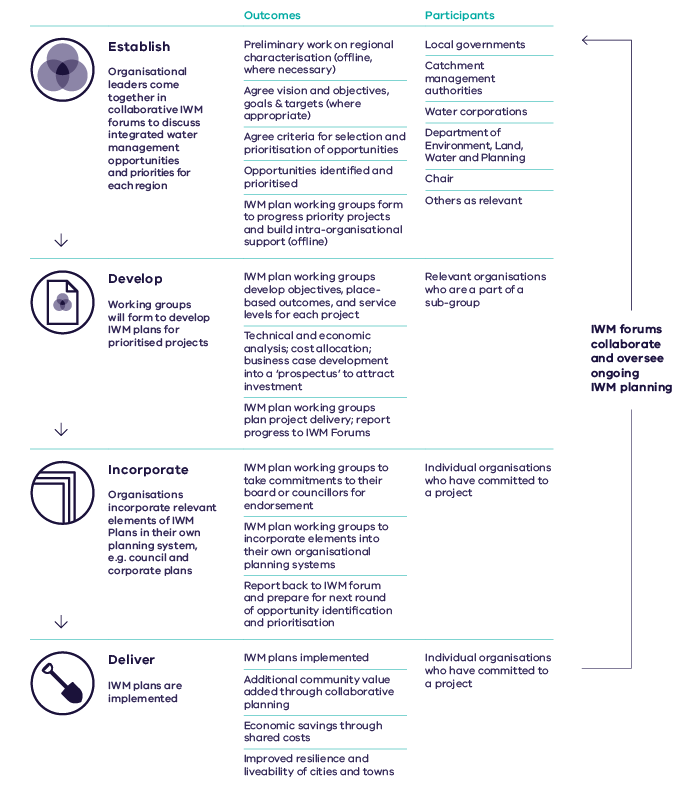 Outcomes
Participants
Establish
Organisational
leaders come
together in
collaborative IWM
forums to discuss
integrated water
management
opportunities
and priorities for
each region
Preliminary work on regional
characterisation (offline,
where necessary)
Agree vision and objectives,
goals & targets (where
appropriate)
Agree criteria for selection and
prioritisation of opportunities
Opportunities identified and
prioritised
IWM plan working groups form
to progress priority projects
and build intra-organisational
support (offline)
Local governments
Catchment
management
authorities
Water corporations
Department of
Environment, Land,
Water and Planning
Chair
Others as relevant
Develop
Working groups
will form to develop
IWM plans for
prioritised projects
IWM plan working groups
develop objectives, place-
based outcomes, and service
levels for each project
Technical and economic
analysis; cost allocation;
business case development
into a ‘prospectus’ to attract
investment
IWM plan working groups
plan project delivery; report
progress to IWM Forums
Relevant organisations
who are a part of a
sub-group
Incorporate
Organisations
incorporate relevant
elements of IWM
Plans in their own
planning system,
e.g. council and
corporate plans
IWM plan working groups to
take commitments to their
board or councillors for
endorsement
IWM plan working groups to
incorporate elements into
their own organisational
planning systems
Report back to IWM forum
and prepare for next round
of opportunity identification
and prioritisation
Individual organisations
who have committed to
a project
Deliver
IWM plans are
implemented
IWM plans implemented
Additional community value
added through collaborative
planning
Economic savings through
shared costs
Improved resilience and
liveability of cities and towns
Individual organisations
who have committed to
a project
IWM forums
collaborate
and oversee
ongoing
IWM planning